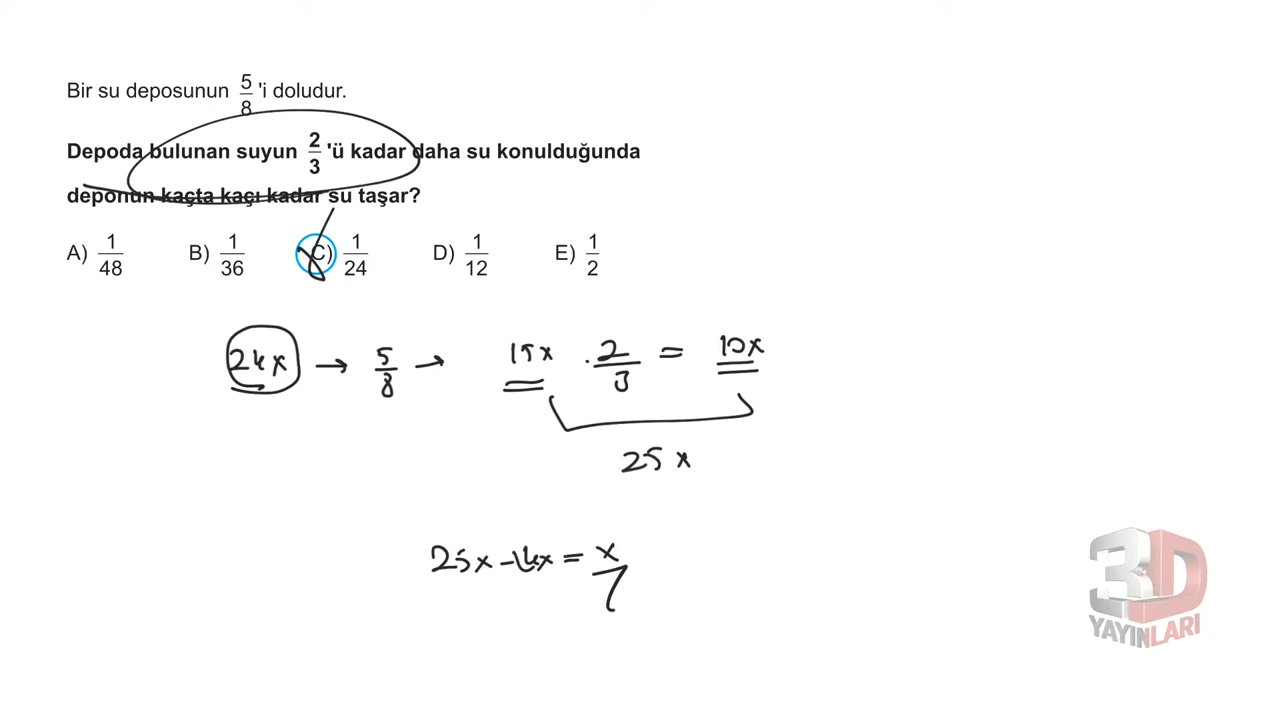 Bir su deposunun 5/8 'i doludur.
Depoda bulunan suyun 2/3 'ü kadar daha su konulduğunda
deponun kaçta kaçı kadar su taşar?
A) 1/48 B) 1/36 C) 1/24 D) 1/12 E) 1/2
24x → 5/8 → 15x · 2/3 = 10x
25x
25x - 24x = x
3D
YAYINLARI